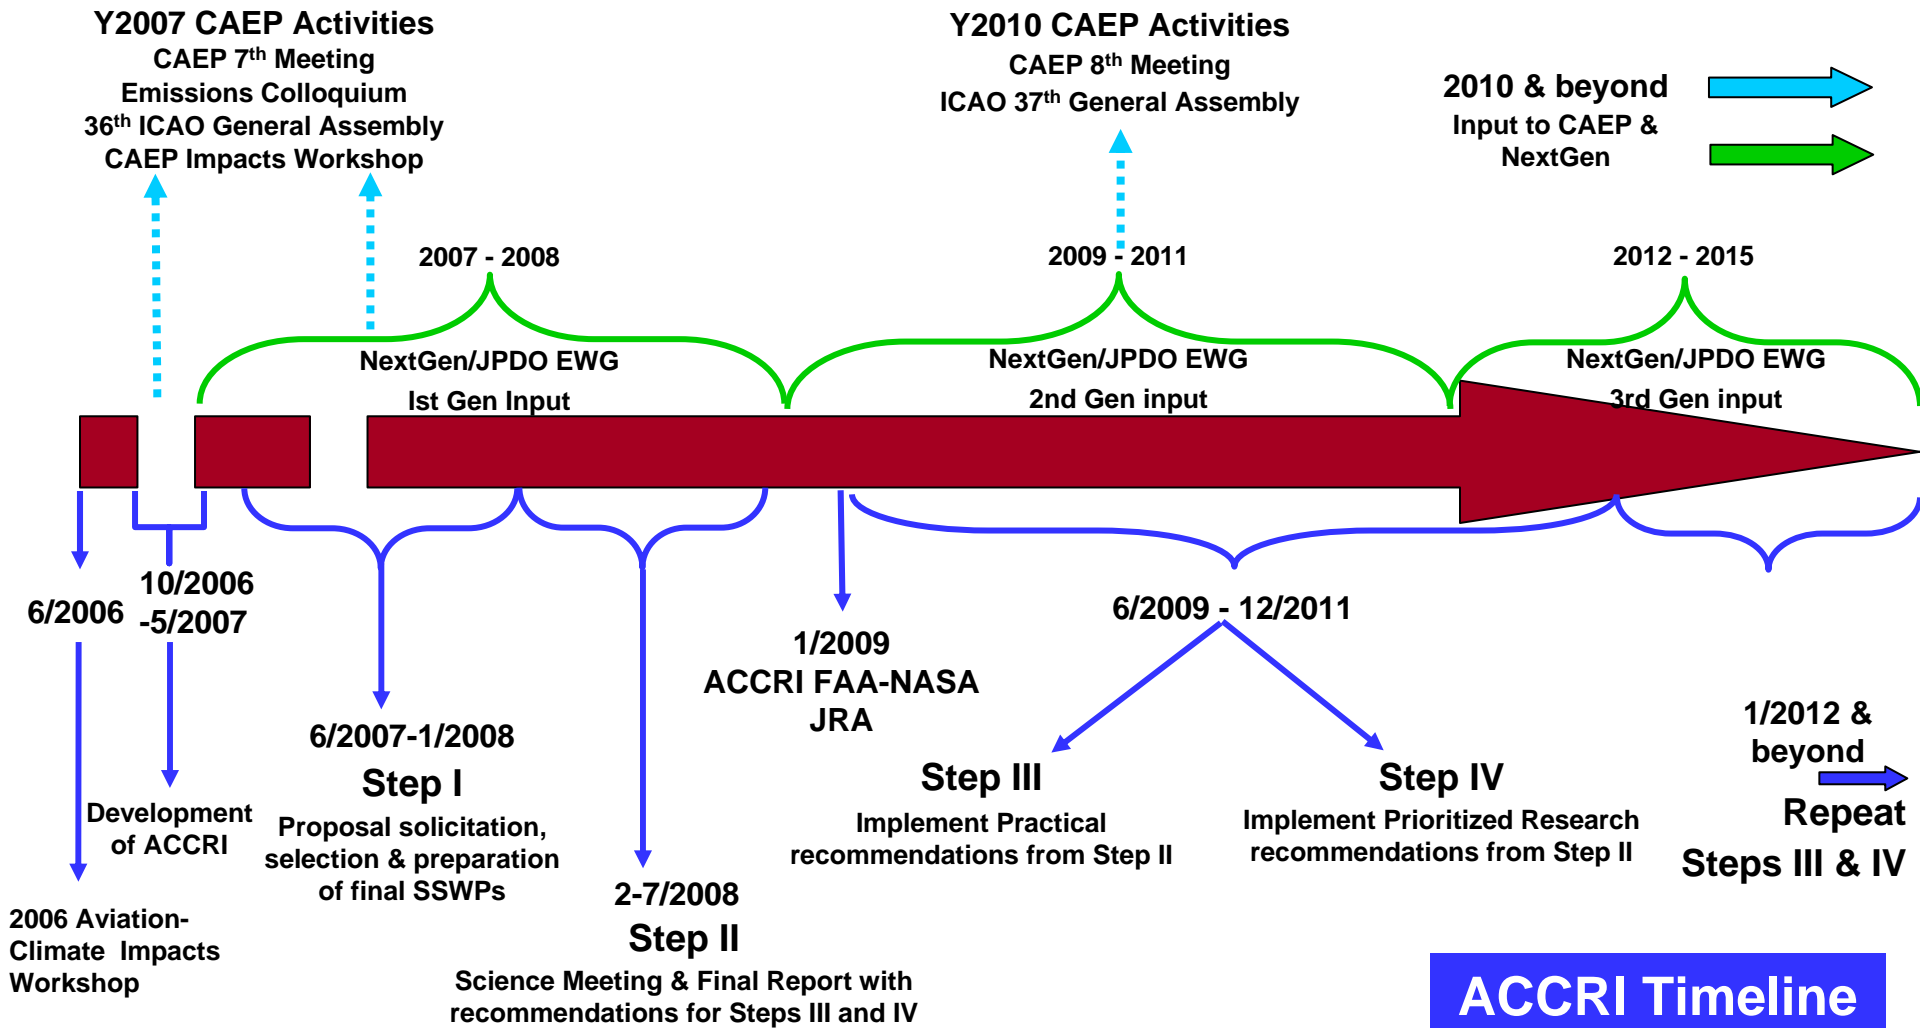 Y2007 CAEP Activities
CAEP 7th Meeting
Emissions Colloquium
36th ICAO General Assembly
CAEP Impacts Workshop
Y2010 CAEP Activities
CAEP 8th Meeting
ICAO 37th General Assembly
2010 & beyond
Input to CAEP &
NextGen
2007 - 2008
2009 - 2011
2012 - 2015
NextGen/JPDO EWG
Ist Gen Input
NextGen/JPDO EWG
2nd Gen input
NextGen/JPDO EWG
3rd Gen input
6/2006
10/2006
-5/2007
2006 Aviation-
Climate Impacts
Workshop
Development
of ACCRI
6/2007-1/2008
Step I
Proposal solicitation,
selection & preparation
of final SSWPs
2-7/2008
Step II
Science Meeting & Final Report with
recommendations for Steps III and IV
1/2009
ACCRI FAA-NASA
JRA
6/2009 - 12/2011
Step III
Implement Practical
recommendations from Step II
Step IV
Implement Prioritized Research
recommendations from Step II
1/2012 &
beyond
Repeat
Steps III & IV
ACCRI Timeline